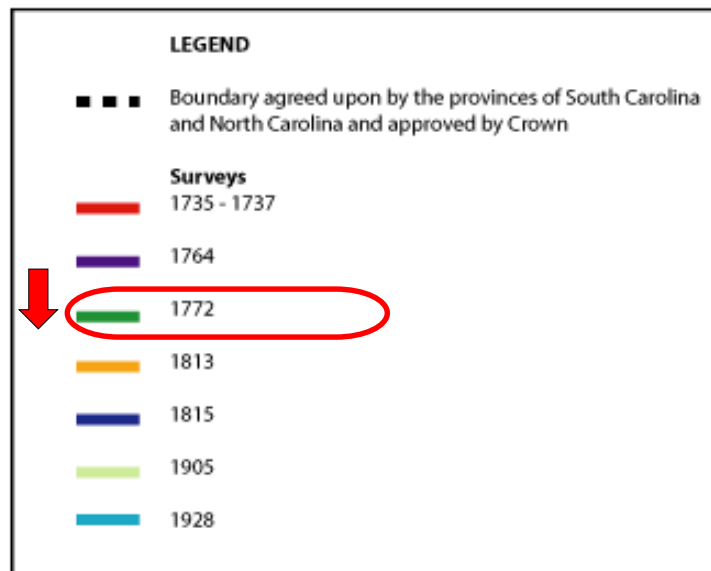 LEGEND
Boundary agreed upon by the provinces of South Carolina
and North Carolina and approved by Crown
Surveys
1735 - 1737
1764
1772
1813
1815
1905
1928